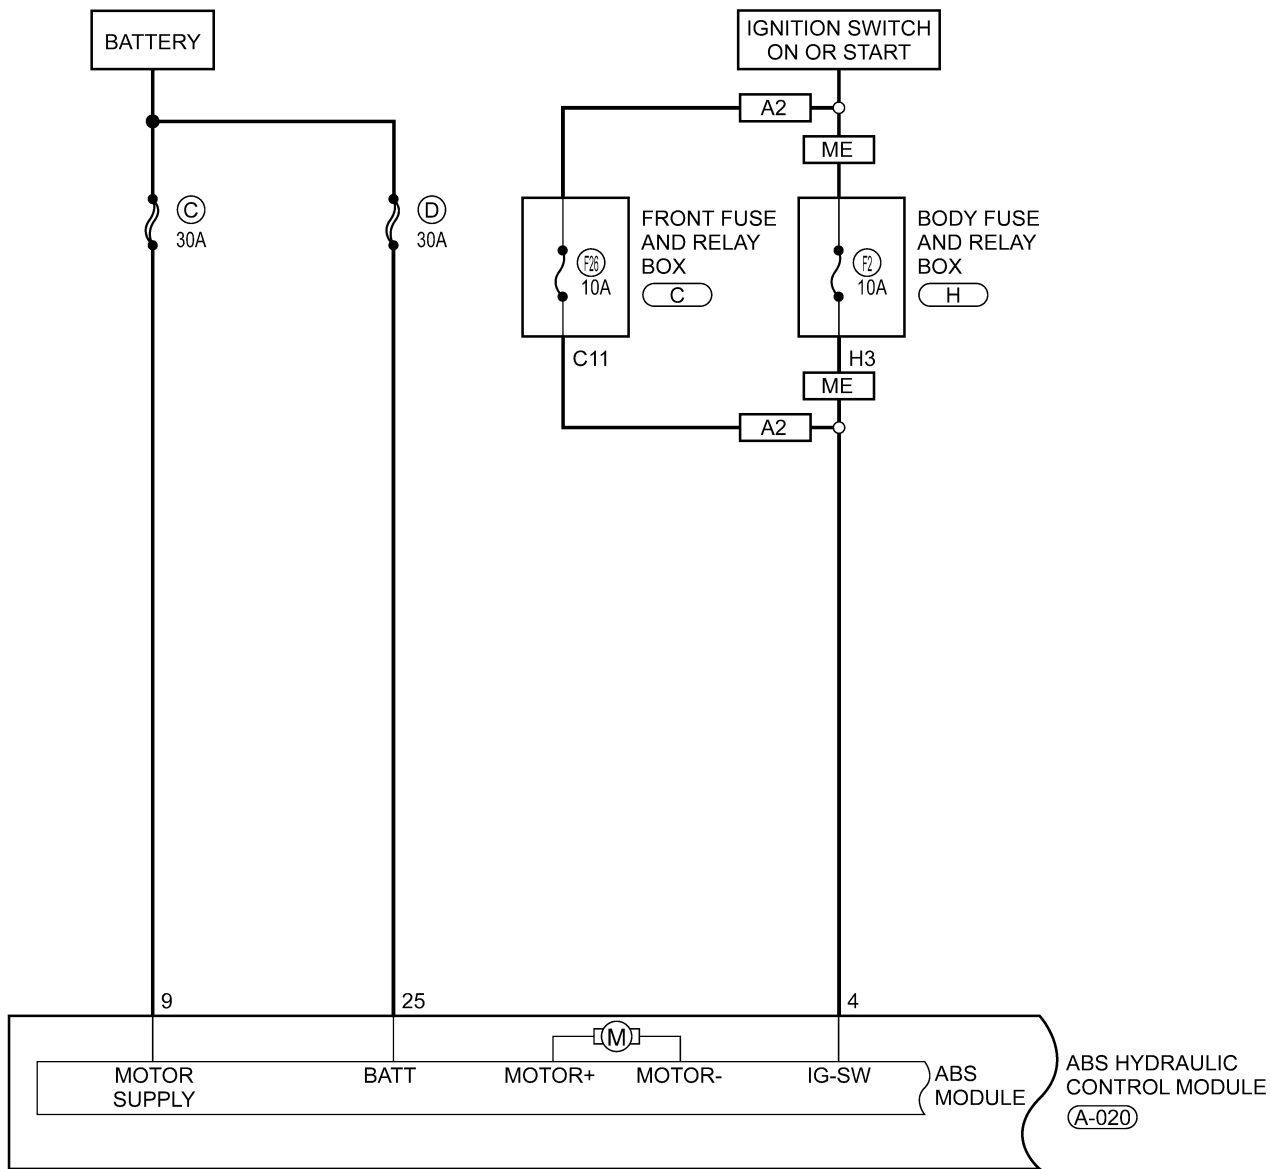 BATTERY
IGNITION SWITCH
ON OR START
A2
ME
C
30A
D
30A
F26
10A
FRONT FUSE
AND RELAY
BOX
C
F2
10A
BODY FUSE
AND RELAY
BOX
H
C11
H3
ME
A2
9
25
4
M
MOTOR
SUPPLY
BATT
MOTOR+
MOTOR-
IG-SW
ABS
MODULE
ABS HYDRAULIC
CONTROL MODULE
A-020